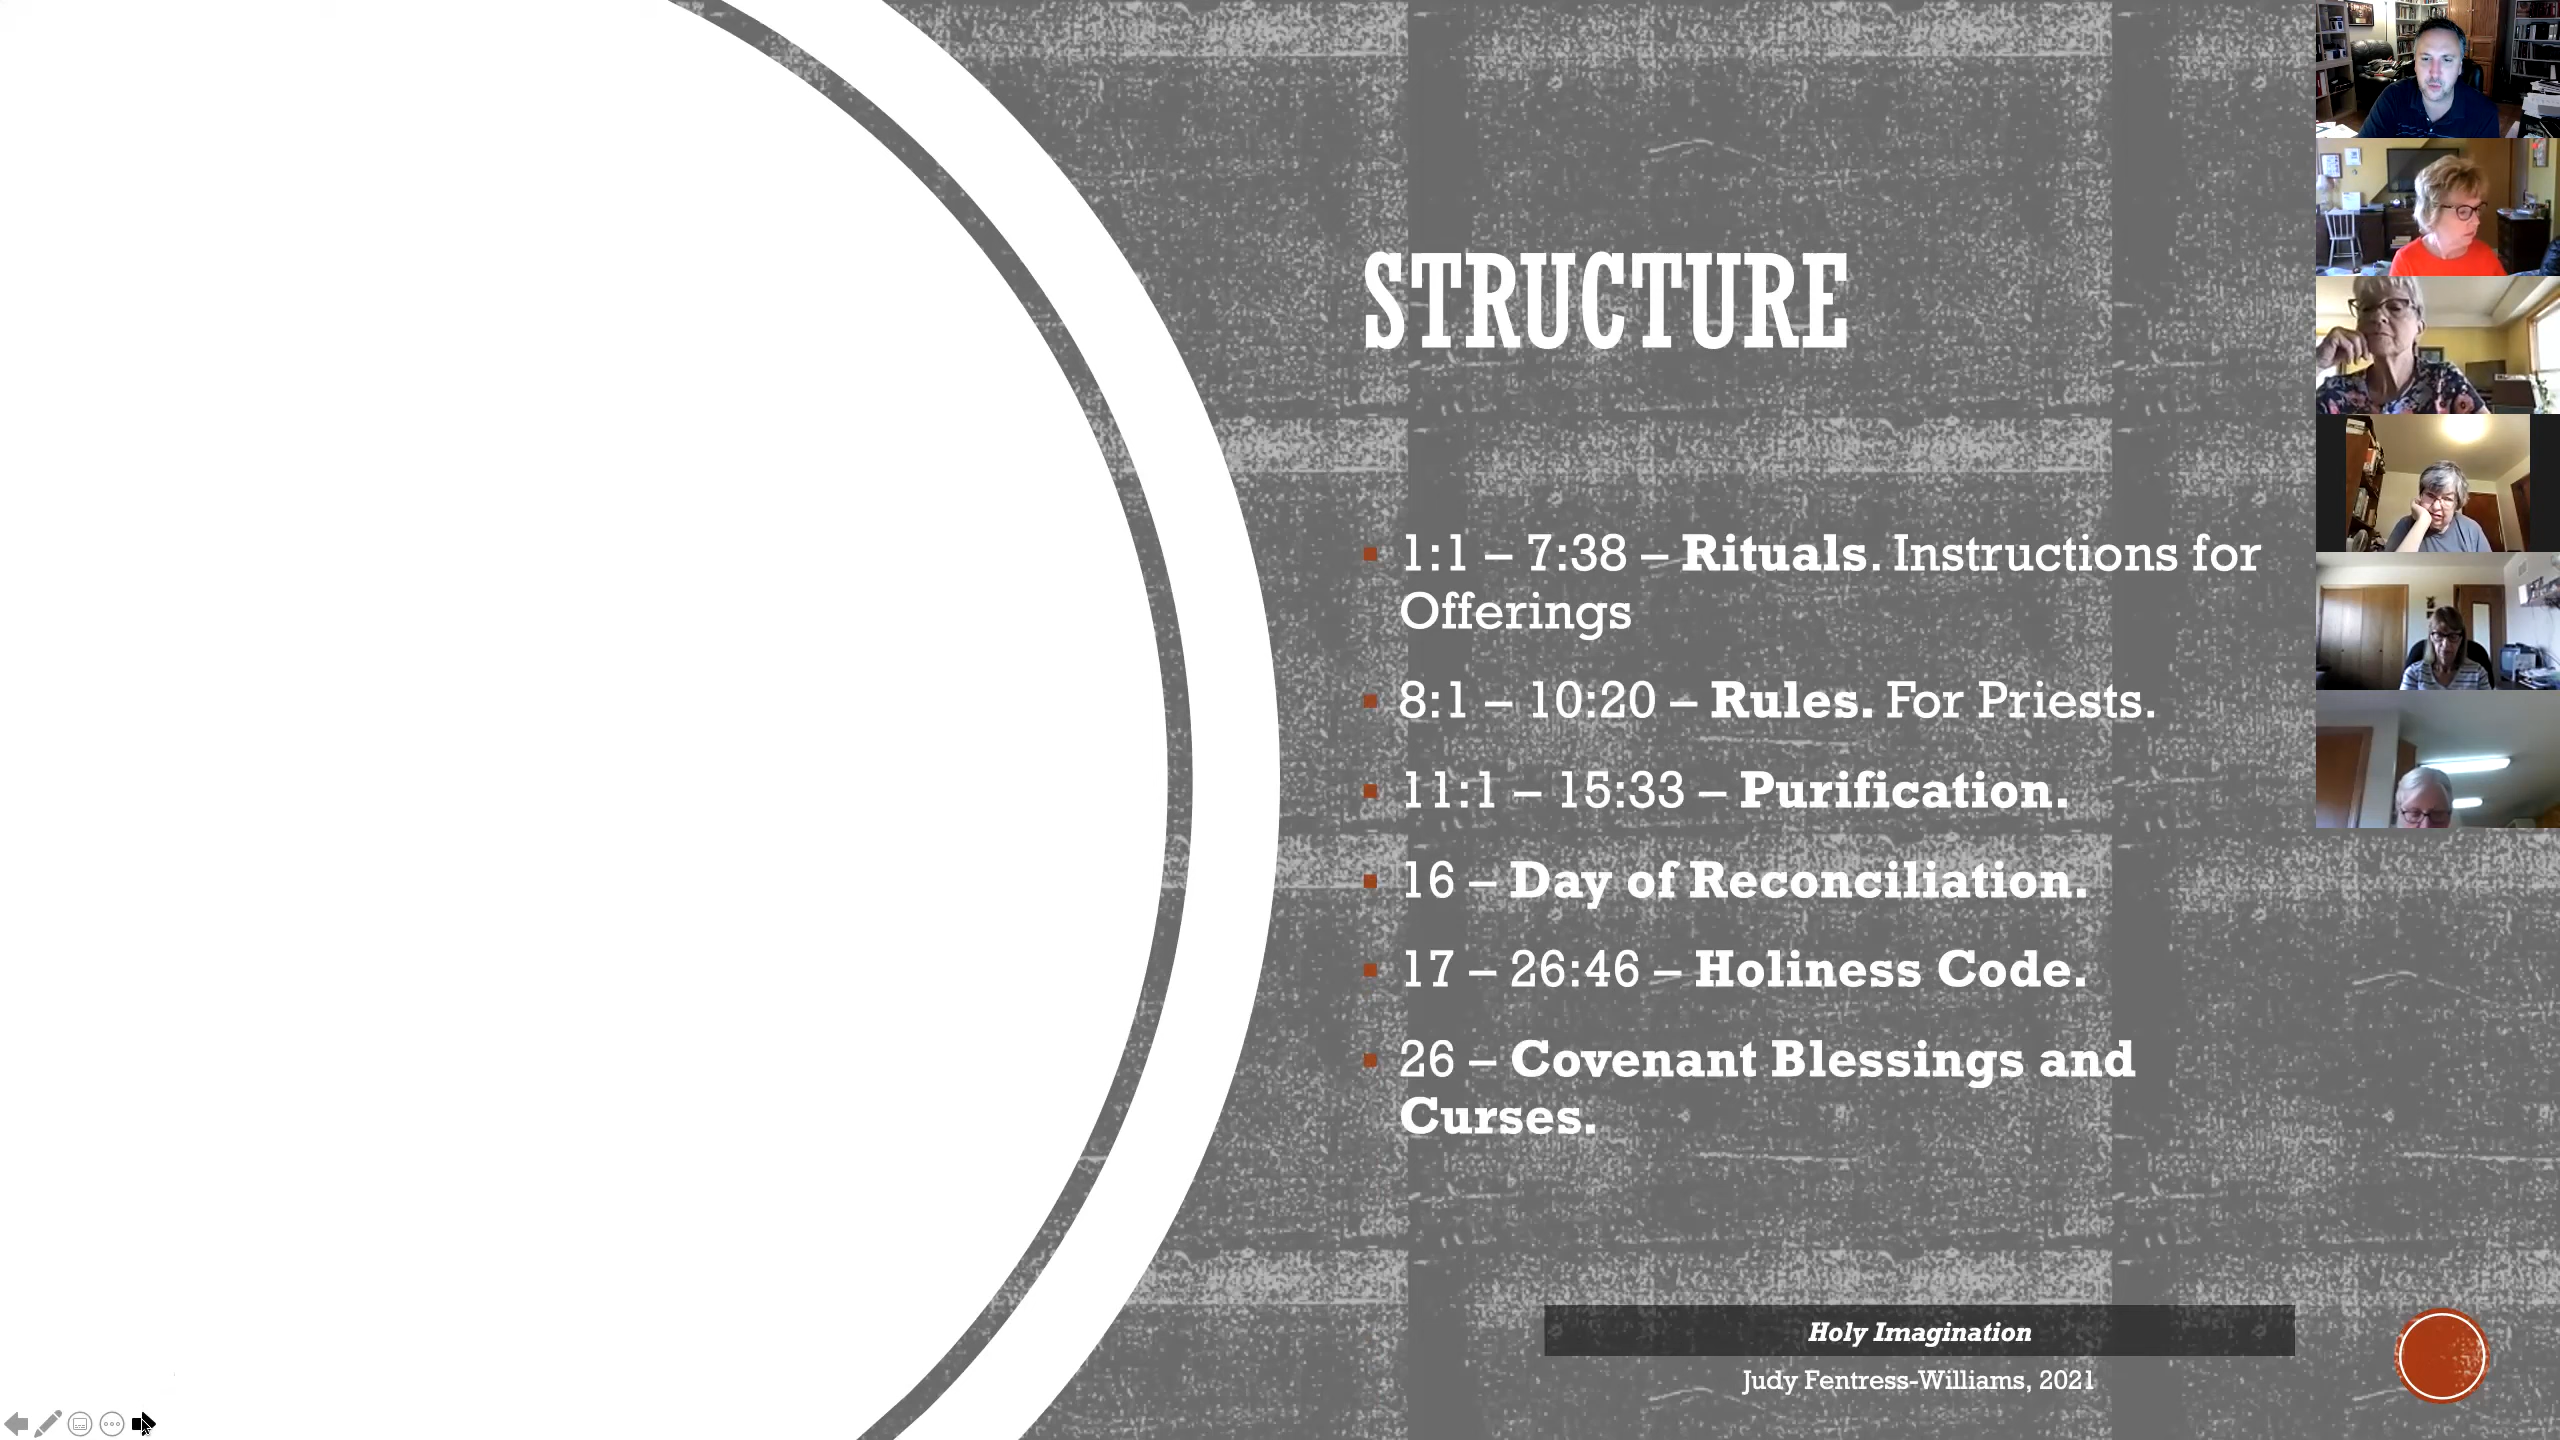 STRUCTURE
1:1 – 7:38 – Rituals. Instructions for
Offerings
8:1 – 10:20 – Rules. For Priests.
11:1 – 15:33 – Purification.
16 – Day of Reconciliation.
17 – 26:46 – Holiness Code.
26 – Covenant Blessings and
Curses.
Holy Imagination
Judy Fentress-Williams, 2021